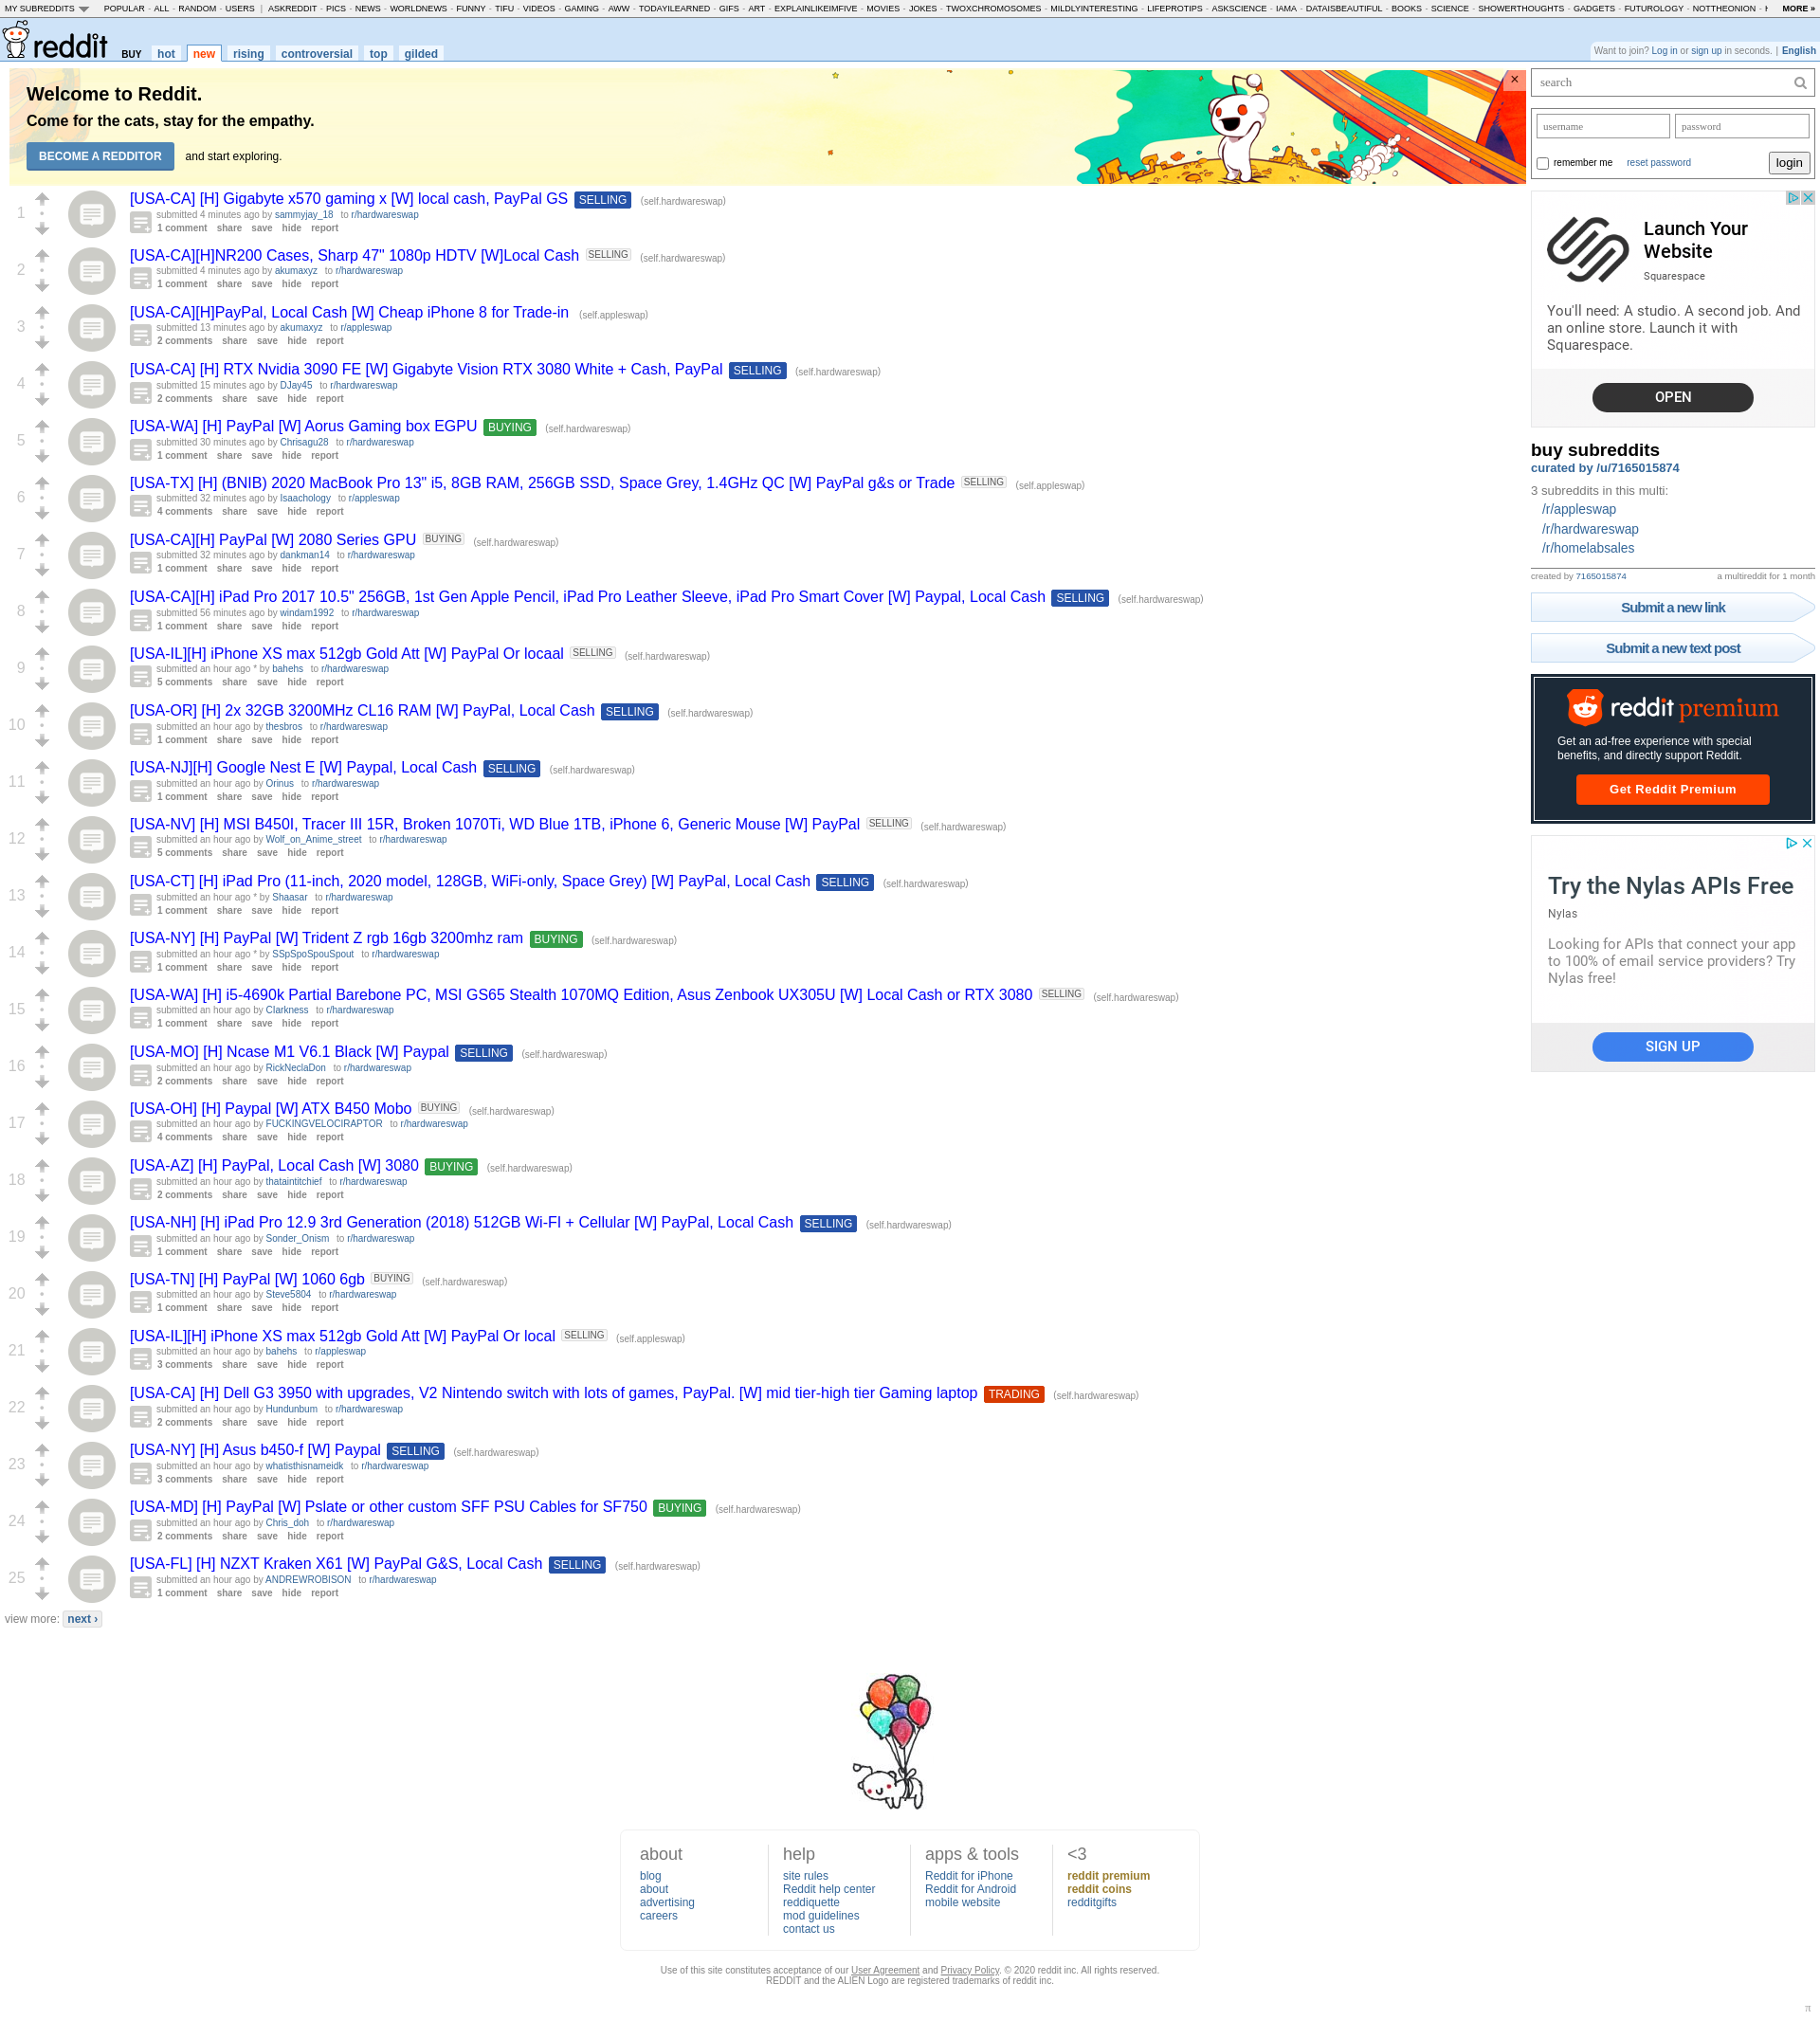 MY SUBREDDITS POPULAR - ALL - RANDOM - USERS | ASKREDDIT - PICS - NEWS - WORLDNEWS - FUNNY - TIFU - VIDEOS - GAMING - AWW - TODAYILEARNED - GIFS - ART - EXPLAINLIKEIMFIVE - MOVIES - JOKES - TWOXCHROMOSOMES - MILDLYINTERESTING - LIFEPROTIPS - ASKSCIENCE - IAMA - DATAISBEAUTIFUL - BOOKS - SCIENCE - SHOWERTHOUGHTS - GADGETS - FUTUROLOGY - NOTTHEONION - MORE »
reddit BUY hot new rising controversial top gilded
Want to join? Log in or sign up in seconds. | English
Welcome to Reddit.
Come for the cats, stay for the empathy.
BECOME A REDDITOR and start exploring.
×
1
[USA-CA] [H] Gigabyte x570 gaming x [W] local cash, PayPal GS SELLING (self.hardwareswap)
submitted 4 minutes ago by sammyjay_18 to r/hardwareswap
1 comment share save hide report
2
[USA-CA][H]NR200 Cases, Sharp 47" 1080p HDTV [W]Local Cash SELLING (self.hardwareswap)
submitted 4 minutes ago by akumaxyz to r/hardwareswap
1 comment share save hide report
3
[USA-CA][H]PayPal, Local Cash [W] Cheap iPhone 8 for Trade-in (self.appleswap)
submitted 13 minutes ago by akumaxyz to r/appleswap
2 comments share save hide report
4
[USA-CA] [H] RTX Nvidia 3090 FE [W] Gigabyte Vision RTX 3080 White + Cash, PayPal SELLING (self.hardwareswap)
submitted 15 minutes ago by DJay45 to r/hardwareswap
2 comments share save hide report
5
[USA-WA] [H] PayPal [W] Aorus Gaming box EGPU BUYING (self.hardwareswap)
submitted 30 minutes ago by Chrisagu28 to r/hardwareswap
1 comment share save hide report
6
[USA-TX] [H] (BNIB) 2020 MacBook Pro 13" i5, 8GB RAM, 256GB SSD, Space Grey, 1.4GHz QC [W] PayPal g&s or Trade SELLING (self.appleswap)
submitted 32 minutes ago by Isaachology to r/appleswap
4 comments share save hide report
7
[USA-CA][H] PayPal [W] 2080 Series GPU BUYING (self.hardwareswap)
submitted 32 minutes ago by dankman14 to r/hardwareswap
1 comment share save hide report
8
[USA-CA][H] iPad Pro 2017 10.5" 256GB, 1st Gen Apple Pencil, iPad Pro Leather Sleeve, iPad Pro Smart Cover [W] Paypal, Local Cash SELLING (self.hardwareswap)
submitted 56 minutes ago by windam1992 to r/hardwareswap
1 comment share save hide report
9
[USA-IL][H] iPhone XS max 512gb Gold Att [W] PayPal Or locaal SELLING (self.hardwareswap)
submitted an hour ago * by bahehs to r/hardwareswap
5 comments share save hide report
10
[USA-OR] [H] 2x 32GB 3200MHz CL16 RAM [W] PayPal, Local Cash SELLING (self.hardwareswap)
submitted an hour ago by thesbros to r/hardwareswap
1 comment share save hide report
11
[USA-NJ][H] Google Nest E [W] Paypal, Local Cash SELLING (self.hardwareswap)
submitted an hour ago by Orinus to r/hardwareswap
1 comment share save hide report
12
[USA-NV] [H] MSI B450I, Tracer III 15R, Broken 1070Ti, WD Blue 1TB, iPhone 6, Generic Mouse [W] PayPal SELLING (self.hardwareswap)
submitted an hour ago by Wolf_on_Anime_street to r/hardwareswap
5 comments share save hide report
13
[USA-CT] [H] iPad Pro (11-inch, 2020 model, 128GB, WiFi-only, Space Grey) [W] PayPal, Local Cash SELLING (self.hardwareswap)
submitted an hour ago * by Shaasar to r/hardwareswap
1 comment share save hide report
14
[USA-NY] [H] PayPal [W] Trident Z rgb 16gb 3200mhz ram BUYING (self.hardwareswap)
submitted an hour ago * by SSpSpoSpouSpout to r/hardwareswap
1 comment share save hide report
15
[USA-WA] [H] i5-4690k Partial Barebone PC, MSI GS65 Stealth 1070MQ Edition, Asus Zenbook UX305U [W] Local Cash or RTX 3080 SELLING (self.hardwareswap)
submitted an hour ago by Clarkness to r/hardwareswap
1 comment share save hide report
16
[USA-MO] [H] Ncase M1 V6.1 Black [W] Paypal SELLING (self.hardwareswap)
submitted an hour ago by RickNeclaDon to r/hardwareswap
2 comments share save hide report
17
[USA-OH] [H] Paypal [W] ATX B450 Mobo BUYING (self.hardwareswap)
submitted an hour ago by FUCKINGVELOCIRAPTOR to r/hardwareswap
4 comments share save hide report
18
[USA-AZ] [H] PayPal, Local Cash [W] 3080 BUYING (self.hardwareswap)
submitted an hour ago by thataintitchief to r/hardwareswap
2 comments share save hide report
19
[USA-NH] [H] iPad Pro 12.9 3rd Generation (2018) 512GB Wi-FI + Cellular [W] PayPal, Local Cash SELLING (self.hardwareswap)
submitted an hour ago by Sonder_Onism to r/hardwareswap
1 comment share save hide report
20
[USA-TN] [H] PayPal [W] 1060 6gb BUYING (self.hardwareswap)
submitted an hour ago by Steve5804 to r/hardwareswap
1 comment share save hide report
21
[USA-IL][H] iPhone XS max 512gb Gold Att [W] PayPal Or local SELLING (self.appleswap)
submitted an hour ago by bahehs to r/appleswap
3 comments share save hide report
22
[USA-CA] [H] Dell G3 3950 with upgrades, V2 Nintendo switch with lots of games, PayPal. [W] mid tier-high tier Gaming laptop TRADING (self.hardwareswap)
submitted an hour ago by Hundunbum to r/hardwareswap
2 comments share save hide report
23
[USA-NY] [H] Asus b450-f [W] Paypal SELLING (self.hardwareswap)
submitted an hour ago by whatisthisnameidk to r/hardwareswap
3 comments share save hide report
24
[USA-MD] [H] PayPal [W] Pslate or other custom SFF PSU Cables for SF750 BUYING (self.hardwareswap)
submitted an hour ago by Chris_doh to r/hardwareswap
2 comments share save hide report
25
[USA-FL] [H] NZXT Kraken X61 [W] PayPal G&S, Local Cash SELLING (self.hardwareswap)
submitted an hour ago by ANDREWROBISON to r/hardwareswap
1 comment share save hide report
view more: next ›
search
username password
remember me reset password login
Launch Your
Website
Squarespace
You'll need: A studio. A second job. And
an online store. Launch it with
Squarespace.
OPEN
buy subreddits
curated by /u/7165015874
3 subreddits in this multi:
/r/appleswap
/r/hardwareswap
/r/homelabsales
created by 7165015874 a multireddit for 1 month
Submit a new link
Submit a new text post
reddit premium
Get an ad-free experience with special
benefits, and directly support Reddit.
Get Reddit Premium
Try the Nylas APIs Free
Nylas
Looking for APIs that connect your app
to 100% of email service providers? Try
Nylas free!
SIGN UP
about
blog
about
advertising
careers
help
site rules
Reddit help center
reddiquette
mod guidelines
contact us
apps & tools
Reddit for iPhone
Reddit for Android
mobile website
<3
reddit premium
reddit coins
redditgifts
Use of this site constitutes acceptance of our User Agreement and Privacy Policy. © 2020 reddit inc. All rights reserved.
REDDIT and the ALIEN Logo are registered trademarks of reddit inc.
π